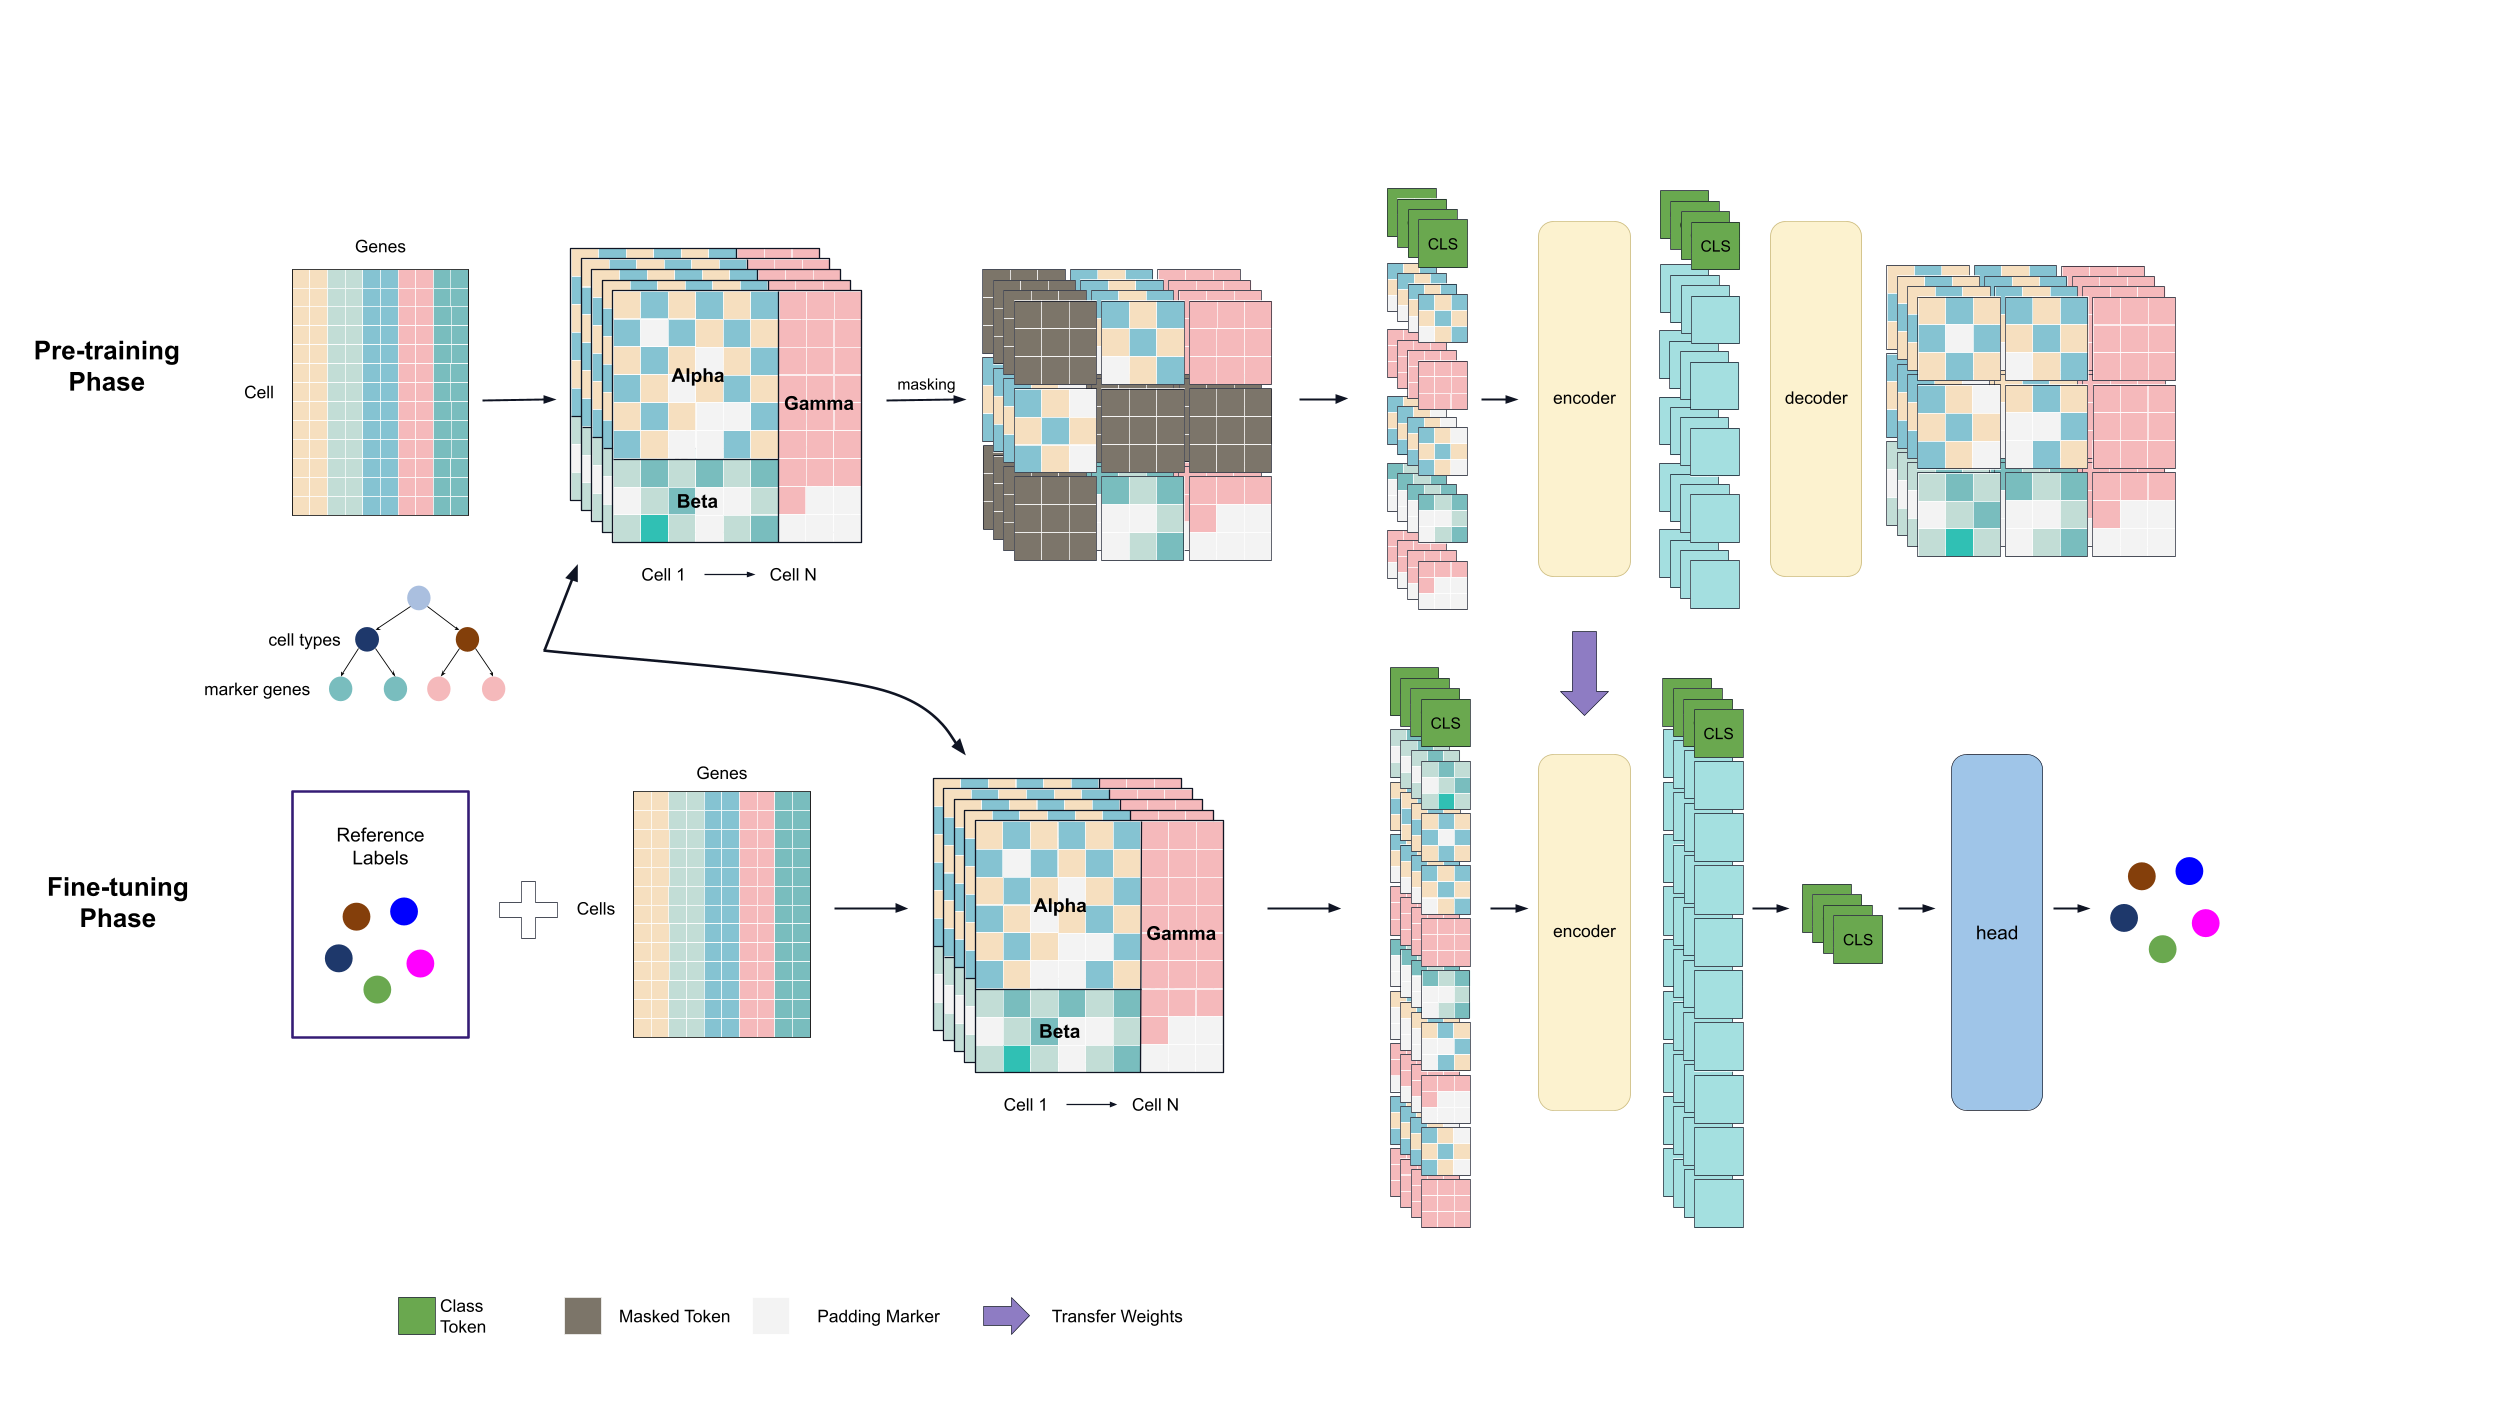 Genes
Pre-training
Phase
Cell
Alpha
Gamma
Beta
Cell 1
Cell N
masking
CLS
encoder
CLS
decoder
cell types
marker genes
Fine-tuning
Phase
Reference
Labels
Genes
Cells
Alpha
Gamma
Beta
Cell 1
Cell N
CLS
encoder
CLS
CLS
head
Class
Token
Masked Token
Padding Marker
Transfer Weights